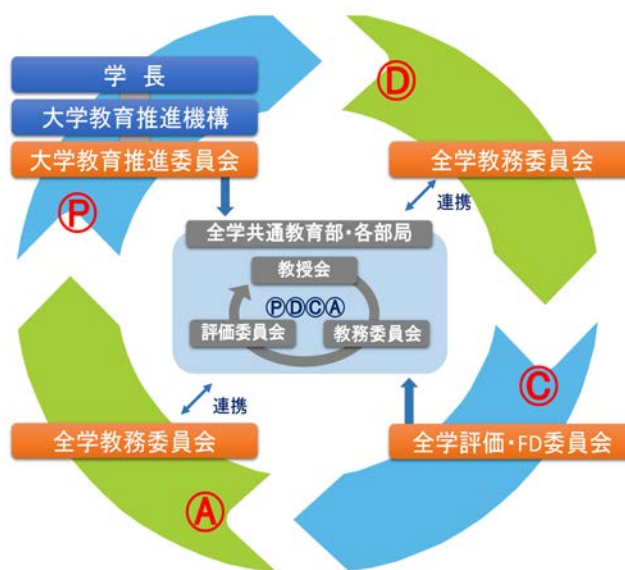 学 長
大学教育推進機構
大学教育推進委員会
Ⓟ
Ⓓ
全学教務委員会
連携
全学共通教育部・各部局
教授会
ⓅⒹⒸⒶ
評価委員会
教務委員会
Ⓒ
連携
全学教務委員会
全学評価・FD委員会
Ⓐ